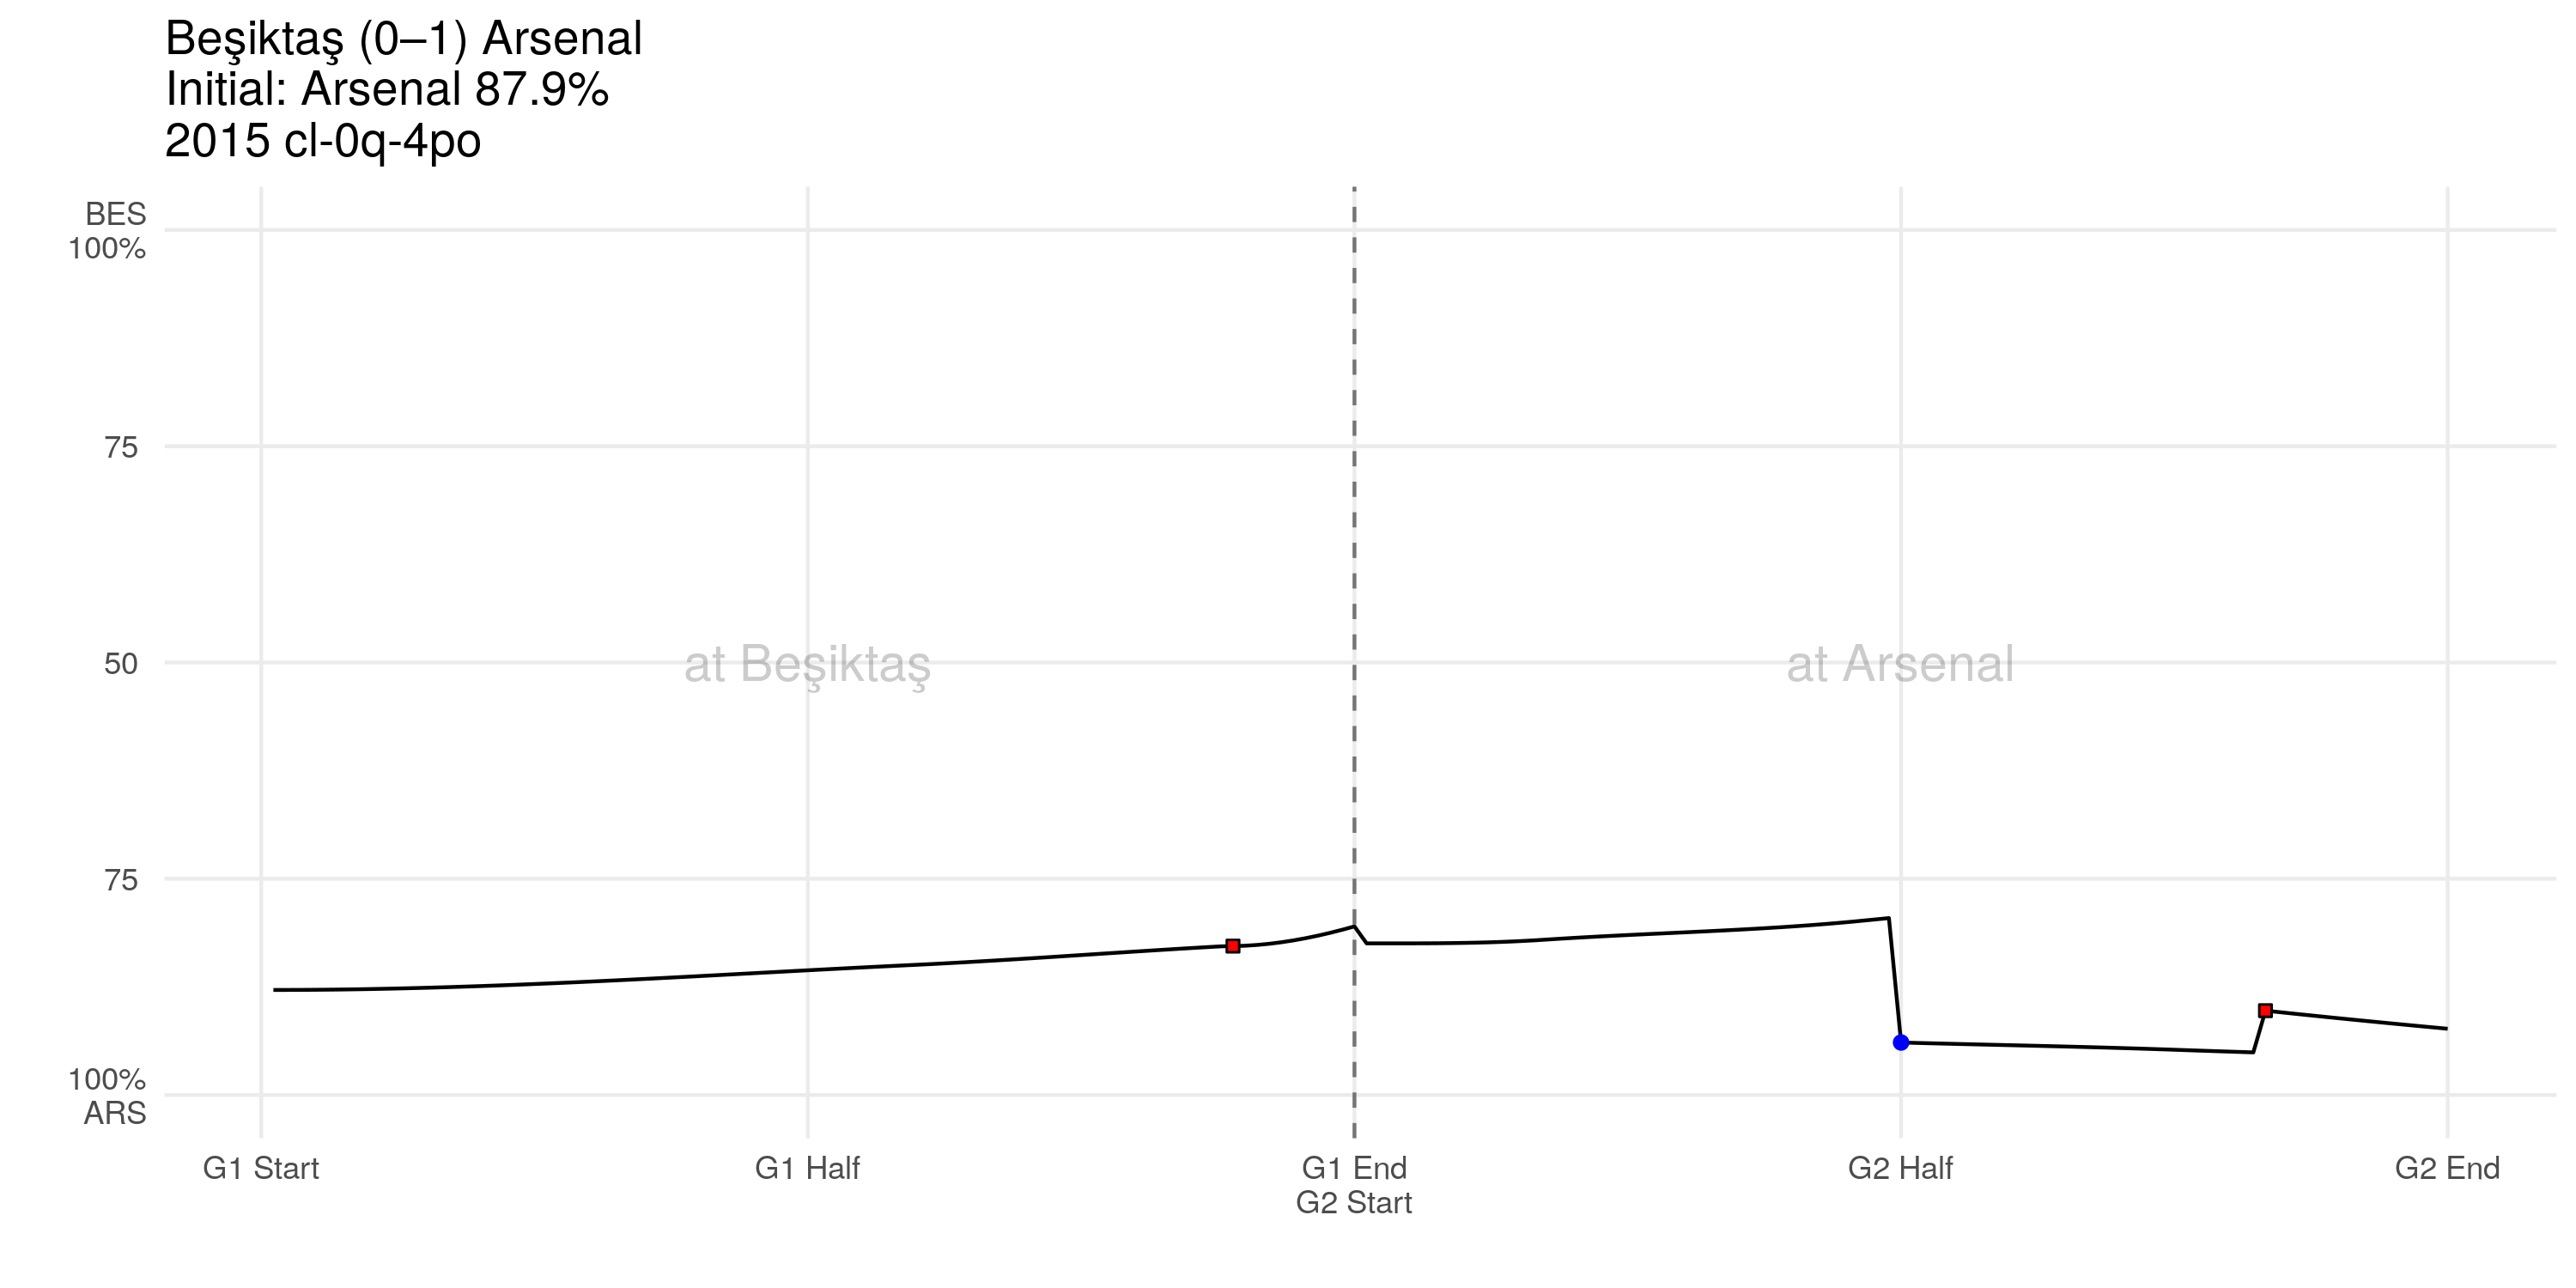 Beşiktaş (0–1) Arsenal
Initial: Arsenal 87.9%
2015 cl-0q-4po
BES
100%
75
50
75
100%
ARS
at Beşiktaş
at Arsenal
G1 Start
G1 Half
G1 End
G2 Start
G2 Half
G2 End